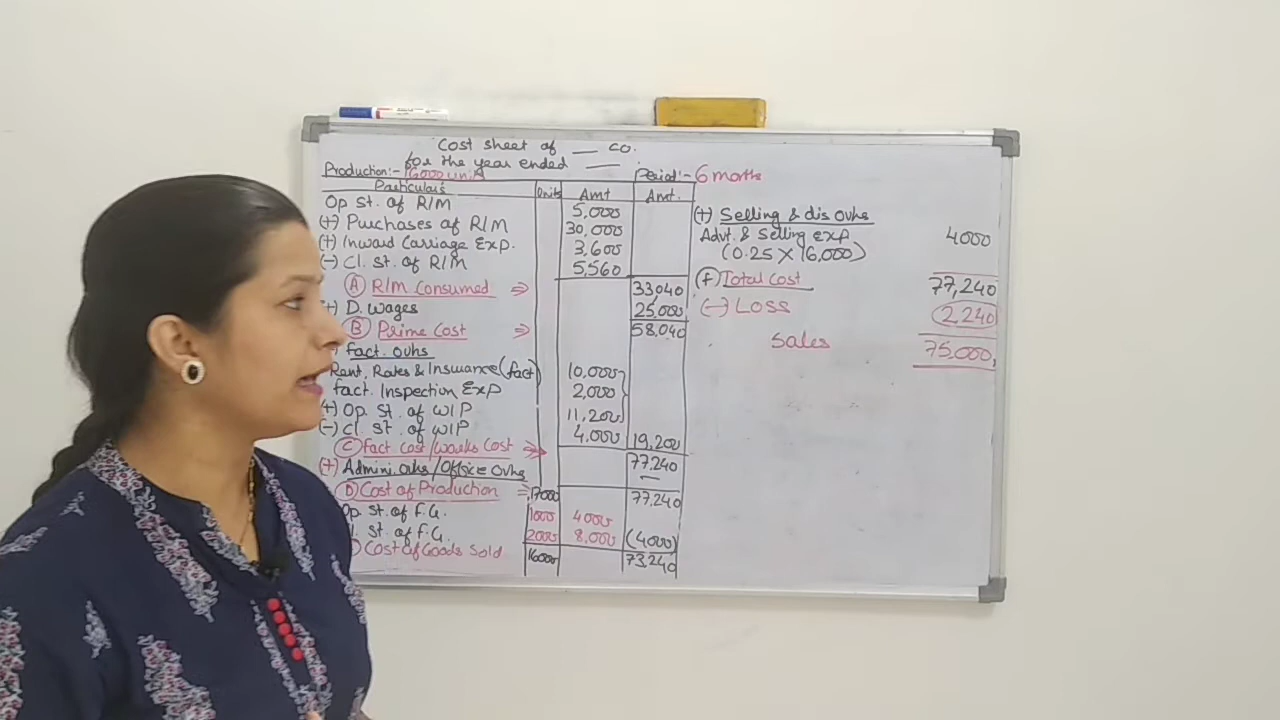 Cost sheet of __ co.
for the year ended __
Production:- 16000 units
Period:- 6 months
Particulars Units Amt Amt.
Op St. of R/M 5,000
(+) Purchases of R/M 30,000
(+) Inward Carriage Exp. 3,600
(-) Cl. St. of R/M 5,560
(A) R/M Consumed ⇒ 33,040
(+) D. Wages 25,000
(B) Prime Cost ⇒ 58,040
fact. ovhs
Rent, Rates & Insurance (fact) 10,000
fact. Inspection Exp 2,000
(+) Op. St. of WIP 11,200
(-) Cl. St. of WIP 4,000 19,200
(C) Fact Cost/Works Cost ⇒ 77,240
(+) Admini ovhs/Office ovhs —
(D) Cost of Production ⇒ 17000 77,240
Op. St. of F.G. 1000 4000
St. of F.G. 2000 8,000 (4000)
) Cost of Goods Sold 16000 73,240
(+) Selling & dis Ovhs
Advt. & Selling Exp 4000
(0.25 X 16,000)
(f) Total Cost 77,240
(-) Loss 2,240
Sales 75,000